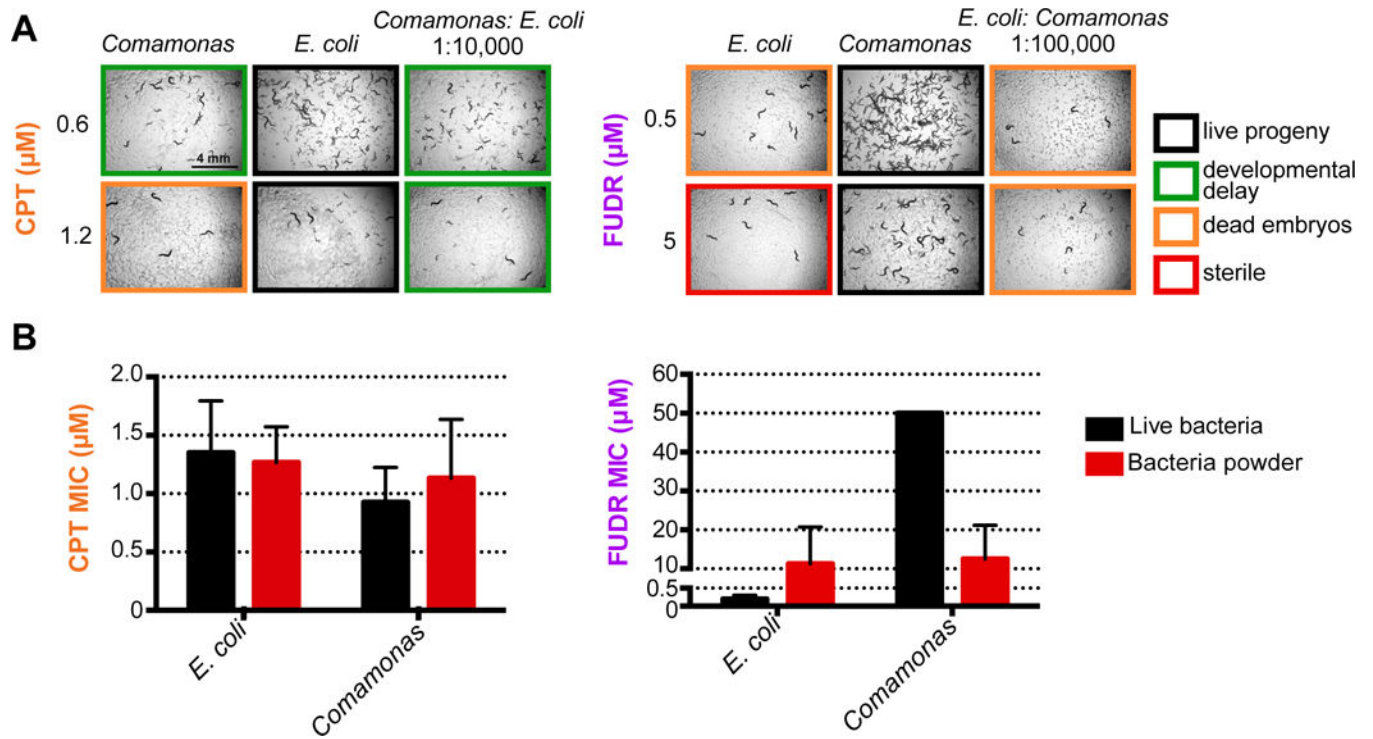 A
Comamonas: E. coli
Comamonas E. coli 1:10,000
E. coli: Comamonas
E. coli Comamonas 1:100,000
CPT (µM)
0.6
1.2
4 mm
FUDR (µM)
0.5
5
live progeny
developmental
delay
dead embryos
sterile
B
CPT MIC (µM)
2.0
1.5
1.0
0.5
0
E. coli
Comamonas
FUDR MIC (µM)
60
50
40
30
20
10
0.5
0
E. coli
Comamonas
Live bacteria
Bacteria powder